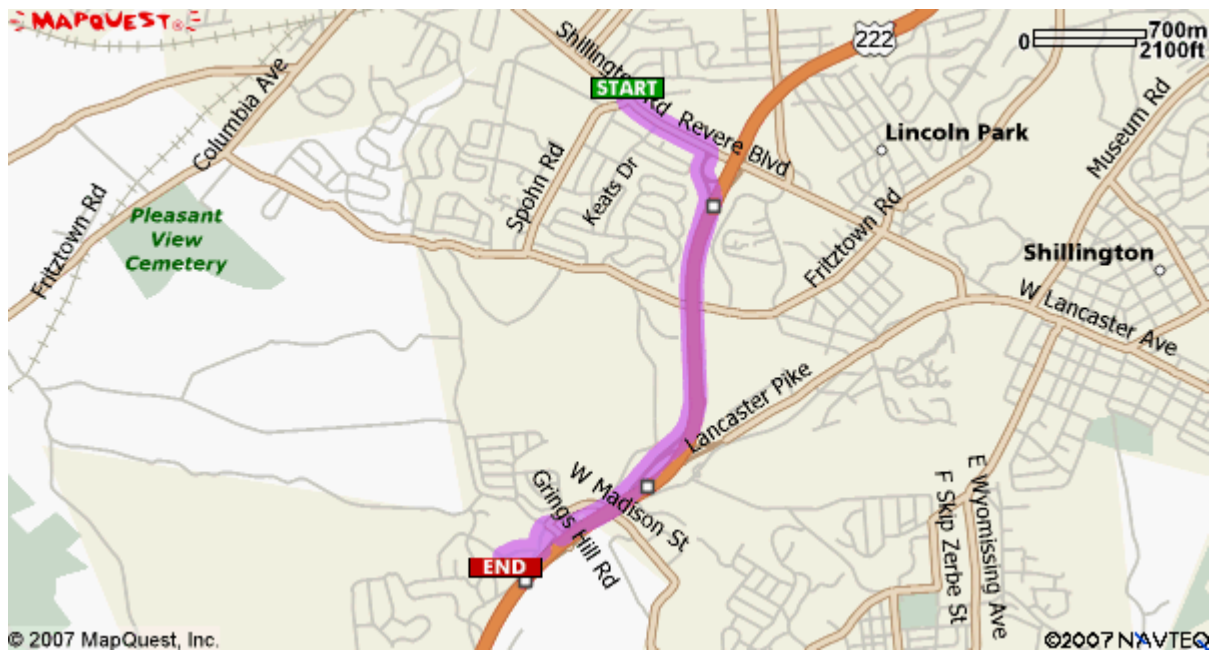 MAPQUEST®
Shillington Rd
222
0 700m
2100ft
START
Columbia Ave
Revere Blvd
Lincoln Park
Museum Rd
Spohn Rd
Keats Dr
Pleasant
View
Cemetery
Fritztown Rd
Fritztown Rd
Shillington
W Lancaster Ave
Lancaster Pike
W Madison St
Grings Hill Rd
F Skip Zerbe St
E Wyomissing Ave
END
© 2007 MapQuest, Inc.
©2007 NAVTEQ